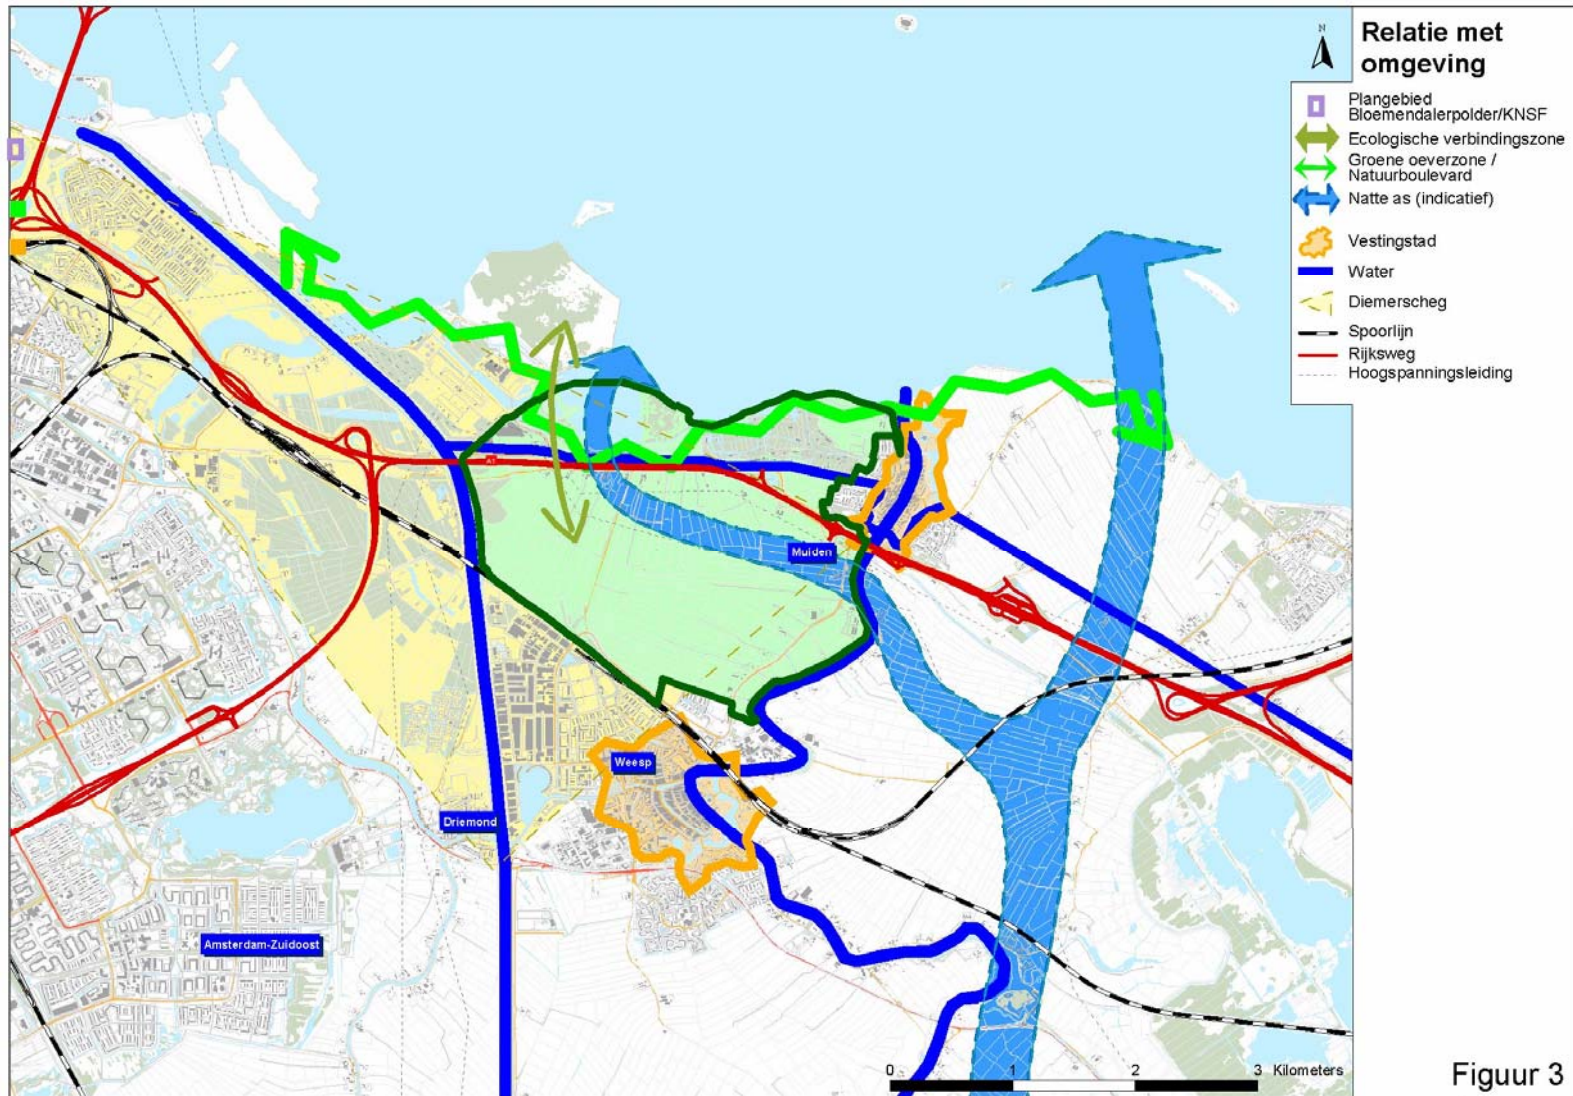 Relatie met
omgeving
N
Plangebied
Bloemendalerpolder/KNSF
Ecologische verbindingszone
Groene oeverzone /
Natuurboulevard
Natte as (indicatief)
Vestingstad
Water
Diemerscheg
Spoorlijn
Rijksweg
Hoogspanningsleiding
A1
Muiden
Weesp
Driemond
Amsterdam-Zuidoost
0 1 2 3 Kilometers
Figuur 3